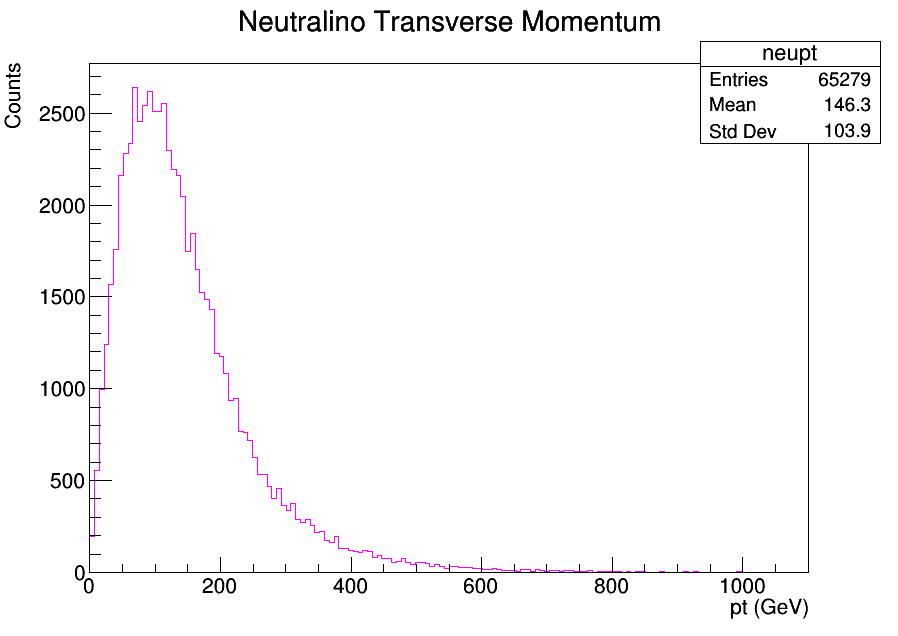 Neutralino Transverse Momentum
neupt
Entries 65279
Mean 146.3
Std Dev 103.9
Counts
2500
2000
1500
1000
500
0
0 200 400 600 800 1000
pt (GeV)